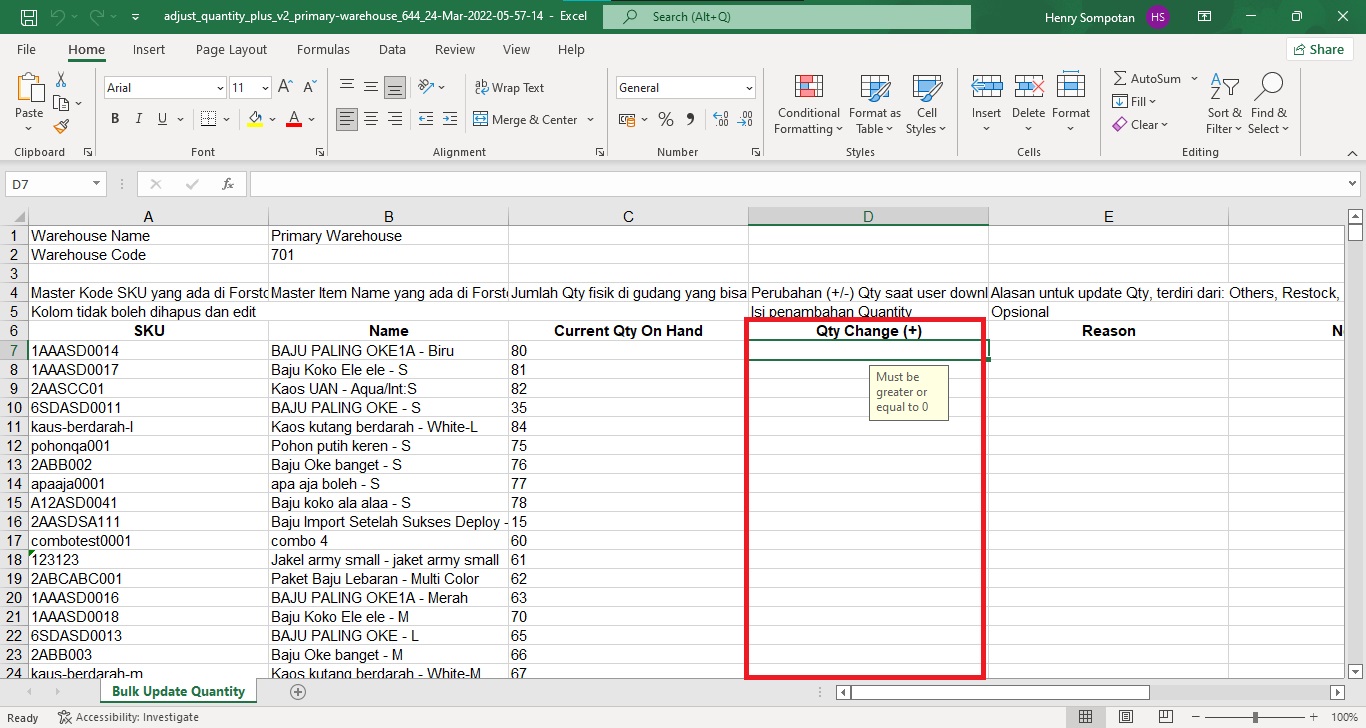 adjust_quantity_plus_v2_primary-warehouse_644_24-Mar-2022-05-57-14 - Excel
Search (Alt+Q)
Henry Sompotan HS
File Home Insert Page Layout Formulas Data Review View Help Share
Paste
Clipboard
Arial 11
B I U
Font
Wrap Text
Merge & Center
Alignment
General
Number
Conditional Formatting
Format as Table
Cell Styles
Styles
Insert Delete Format
Cells
AutoSum
Fill
Clear
Sort & Filter
Find & Select
Editing
D7 fx
A B C D E
1 Warehouse Name Primary Warehouse
2 Warehouse Code 701
3
4 Master Kode SKU yang ada di Forstc Master Item Name yang ada di Forst Jumlah Qty fisik di gudang yang bisa Perubahan (+/-) Qty saat user downl Alasan untuk update Qty, terdiri dari: Others, Restock,
5 Kolom tidak boleh dihapus dan edit Isi penambahan Quantity Opsional
6 SKU Name Current Qty On Hand Qty Change (+) Reason N
7 1AAASD0014 BAJU PALING OKE1A - Biru 80
8 1AAASD0017 Baju Koko Ele ele - S 81
Must be
greater or
equal to 0
9 2AASCC01 Kaos UAN - Aqua/Int:S 82
10 6SDASD0011 BAJU PALING OKE - S 35
11 kaus-berdarah-l Kaos kutang berdarah - White-L 84
12 pohonqa001 Pohon putih keren - S 75
13 2ABB002 Baju Oke banget - S 76
14 apaaja0001 apa aja boleh - S 77
15 A12ASD0041 Baju koko ala alaa - S 78
16 2AASDSA111 Baju Import Setelah Sukses Deploy - 15
17 combotest0001 combo 4 60
18 123123 Jakel army small - jaket army small 61
19 2ABCABC001 Paket Baju Lebaran - Multi Color 62
20 1AAASD0016 BAJU PALING OKE1A - Merah 63
21 1AAASD0018 Baju Koko Ele ele - M 70
22 6SDASD0013 BAJU PALING OKE - L 65
23 2ABB003 Baju Oke banget - M 66
24 kaus-berdarah-m Kaos kutang berdarah - White-M 67
Bulk Update Quantity
Ready Accessibility: Investigate 100%